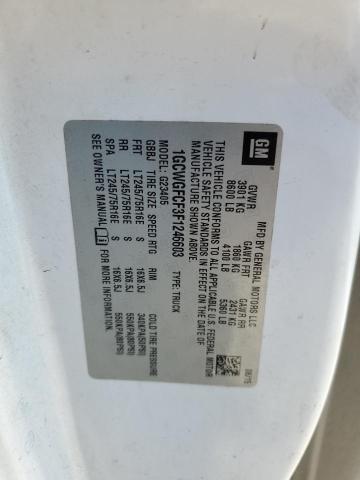 GM
MFD BY GENERAL MOTORS LLC
GVWR GAWR FRT GAWR RR
3901 KG 1860 KG 2431 KG
8600 LB 4100 LB 5360 LB
THIS VEHICLE CONFORMS TO ALL APPLICABLE U.S. FEDERAL MOTOR
VEHICLE SAFETY STANDARDS IN EFFECT ON THE DATE OF
MANUFACTURE SHOWN ABOVE.
1GCWGFCF3F1246603 TYPE: TRUCK
MODEL: G23405
GBBJ TIRE SIZE SPEED RTG RIM COLD TIRE PRESSURE
FRT LT245/75R16E S 16X6.5J 340KPA(50PSI)
RR LT245/75R16E S 16X6.5J 550KPA(80PSI)
SPA LT245/75R16E S 16X6.5J 550KPA(80PSI)
SEE OWNER'S MANUAL FOR MORE INFORMATION.